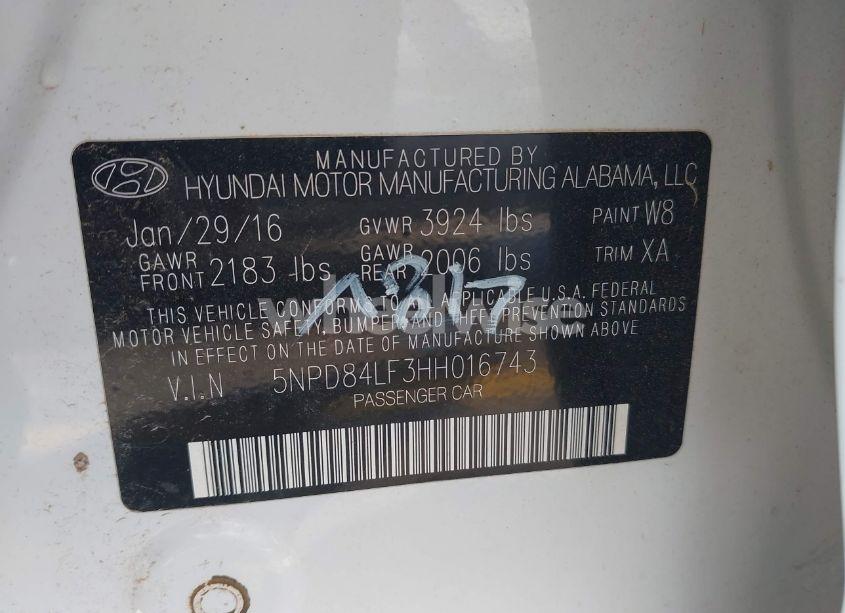 MANUFACTURED BY
HYUNDAI MOTOR MANUFACTURING ALABAMA, LLC
Jan/29/16 GVWR 3924 lbs PAINT W8
GAWR FRONT 2183 lbs GAWR REAR 2006 lbs TRIM XA
THIS VEHICLE CONFORMS TO ALL APPLICABLE U.S.A. FEDERAL
MOTOR VEHICLE SAFETY, BUMPER AND THEFT PREVENTION STANDARDS
IN EFFECT ON THE DATE OF MANUFACTURE SHOWN ABOVE
V.I.N 5NPD84LF3HH016743
PASSENGER CAR